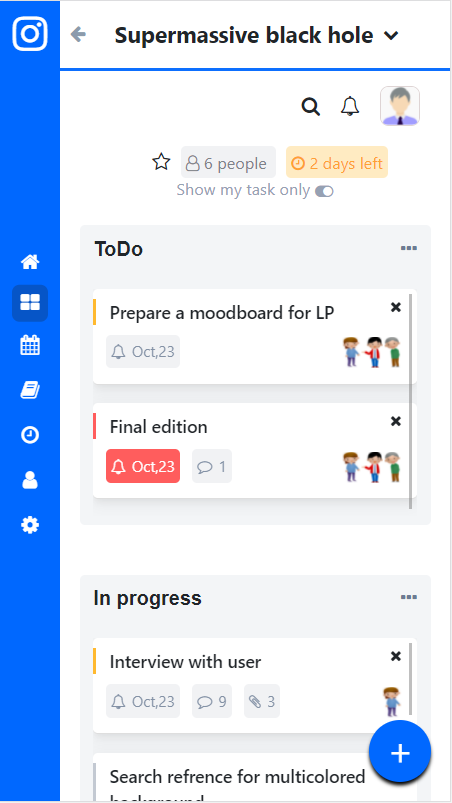 Supermassive black hole
6 people
2 days left
Show my task only
ToDo
Prepare a moodboard for LP
Oct,23
Final edition
Oct,23
1
In progress
Interview with user
Oct,23
9
3
Search refrence for multicolored
background